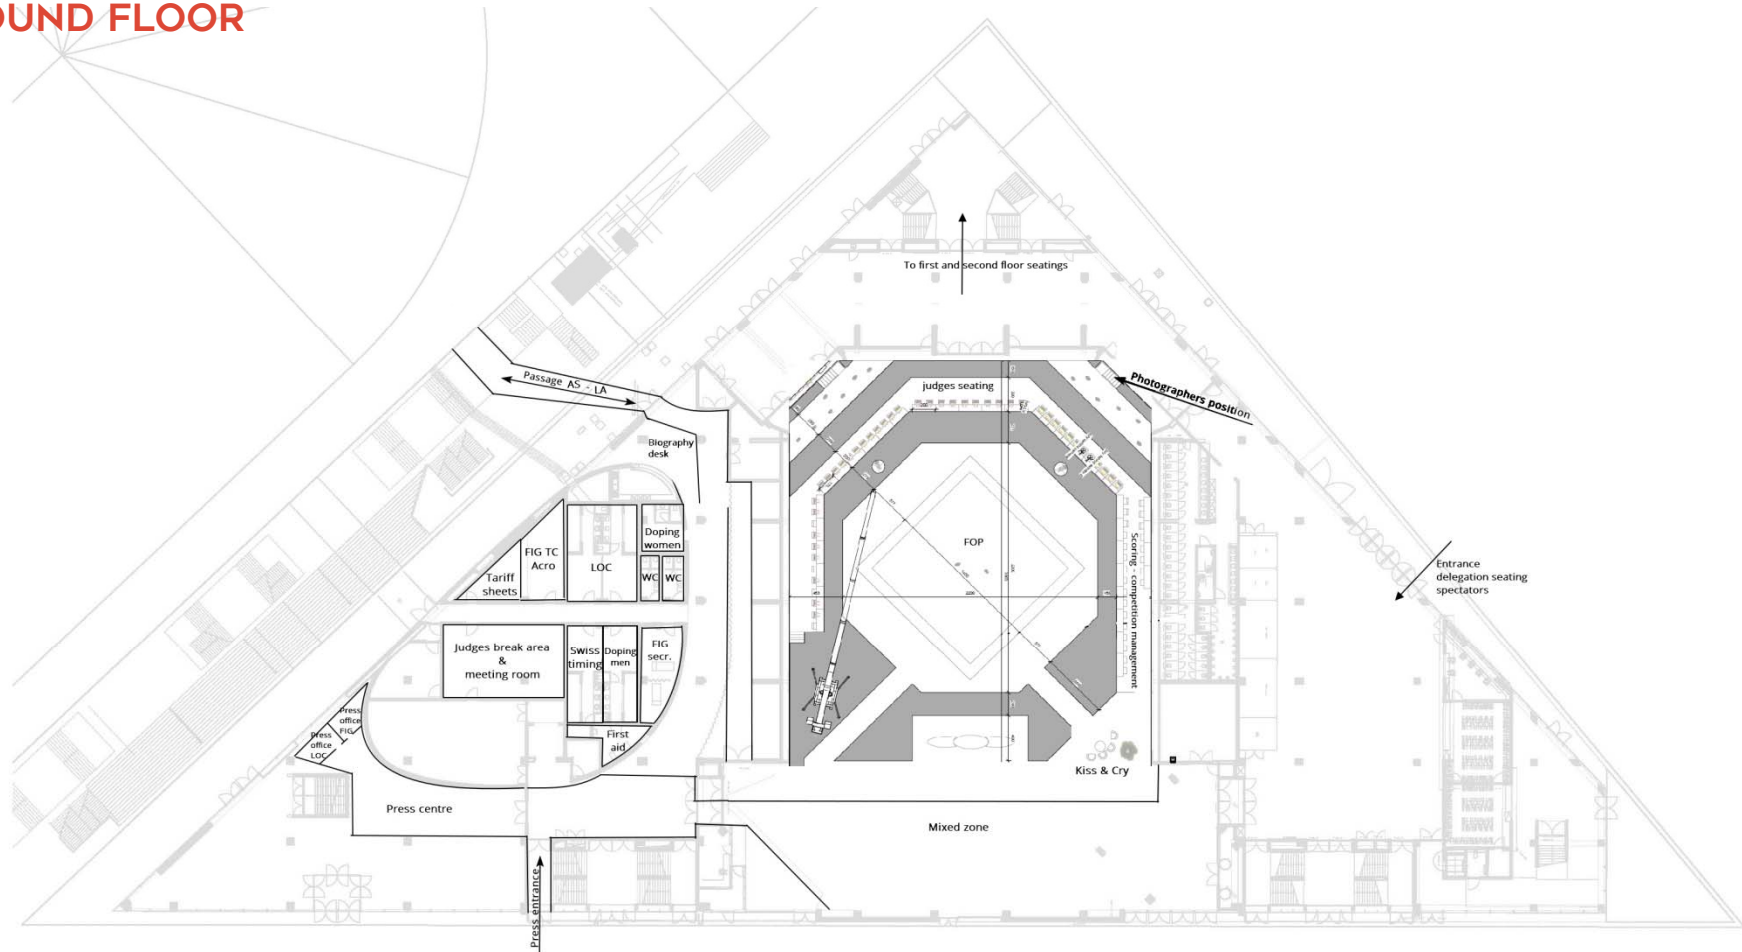 OUND FLOOR
To first and second floor seatings
Passage AS - LA
judges seating
Photographers position
Biography
desk
Doping
women
FIG TC
Acro
LOC
WC
WC
Tariff
sheets
FOP
Scoring - competition management
Entrance
delegation seating
spectators
Judges break area
&
meeting room
Swiss
timing
Doping
men
FIG
secr.
First
aid
Press
office
FIG
Press
office
LOC
Kiss & Cry
Press centre
Mixed zone
Press entrance